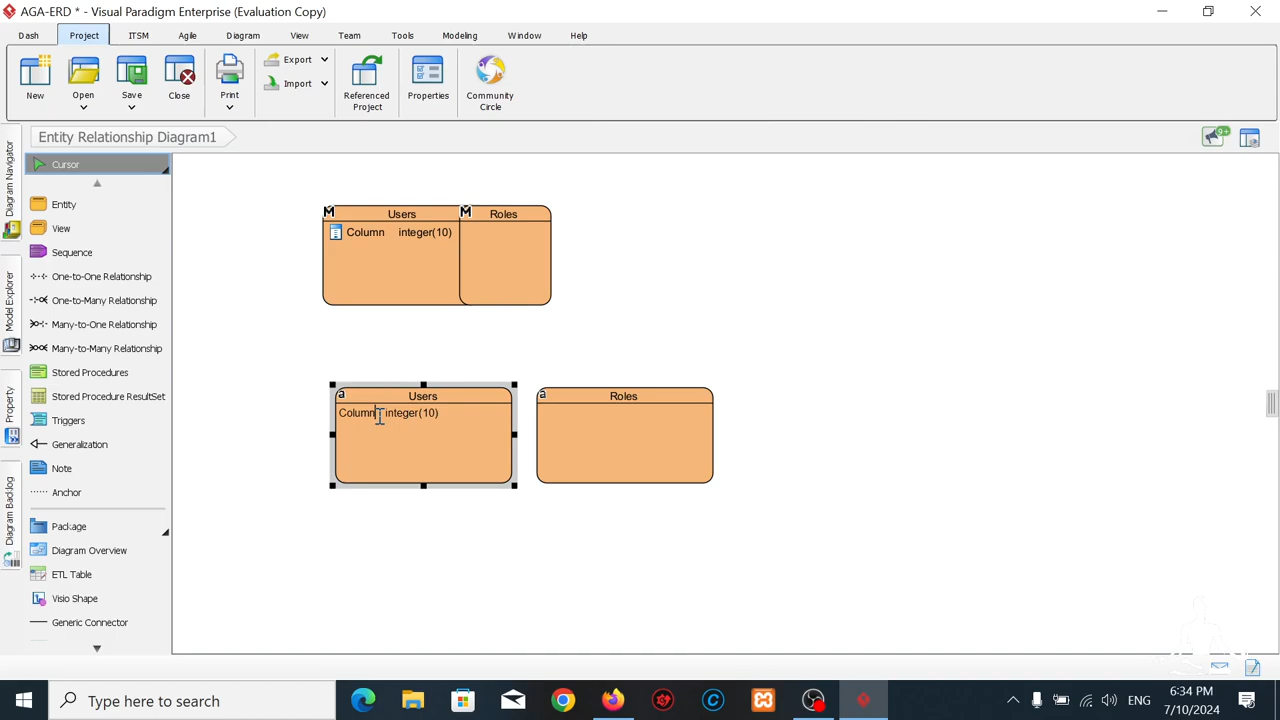 AGA-ERD * - Visual Paradigm Enterprise (Evaluation Copy)
Dash Project ITSM Agile Diagram View Team Tools Modeling Window Help
New Open Save Close Print Export Import Referenced Project Properties Community Circle
Entity Relationship Diagram1
9+
Diagram Navigator
Model Explorer
Property
Diagram Backlog
Cursor
Entity
View
Sequence
One-to-One Relationship
One-to-Many Relationship
Many-to-One Relationship
Many-to-Many Relationship
Stored Procedures
Stored Procedure ResultSet
Triggers
Generalization
Note
Anchor
Package
Diagram Overview
ETL Table
Visio Shape
Generic Connector
M Users M Roles
Column integer(10)
a Users a Roles
Column integer(10)
Type here to search
ENG
6:34 PM
7/10/2024